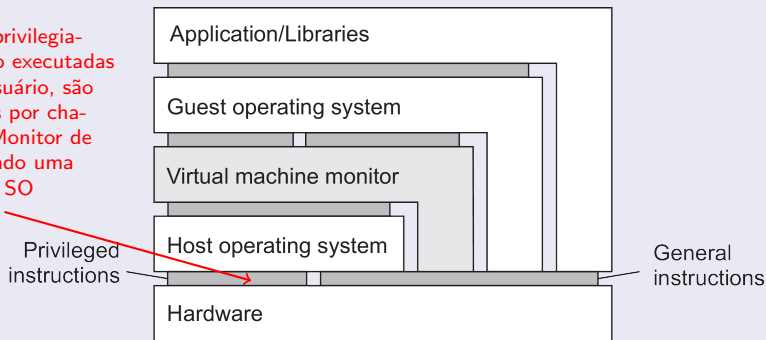 privilegia-
o executadas
suário, são
s por cha-
Monitor de
ndo uma
SO
Application/Libraries
Guest operating system
Virtual machine monitor
Host operating system
Privileged
instructions
General
instructions
Hardware